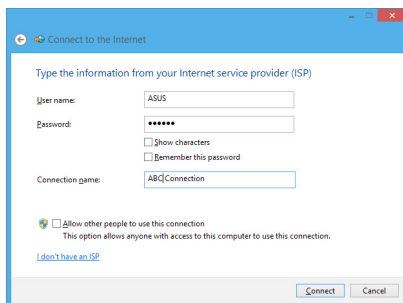 Connect to the Internet
Type the information from your Internet service provider (ISP)
User name: ASUS
Password: ••••••
Show characters
Remember this password
Connection name: ABC Connection
Allow other people to use this connection
This option allows anyone with access to this computer to use this connection.
I don't have an ISP
Connect Cancel